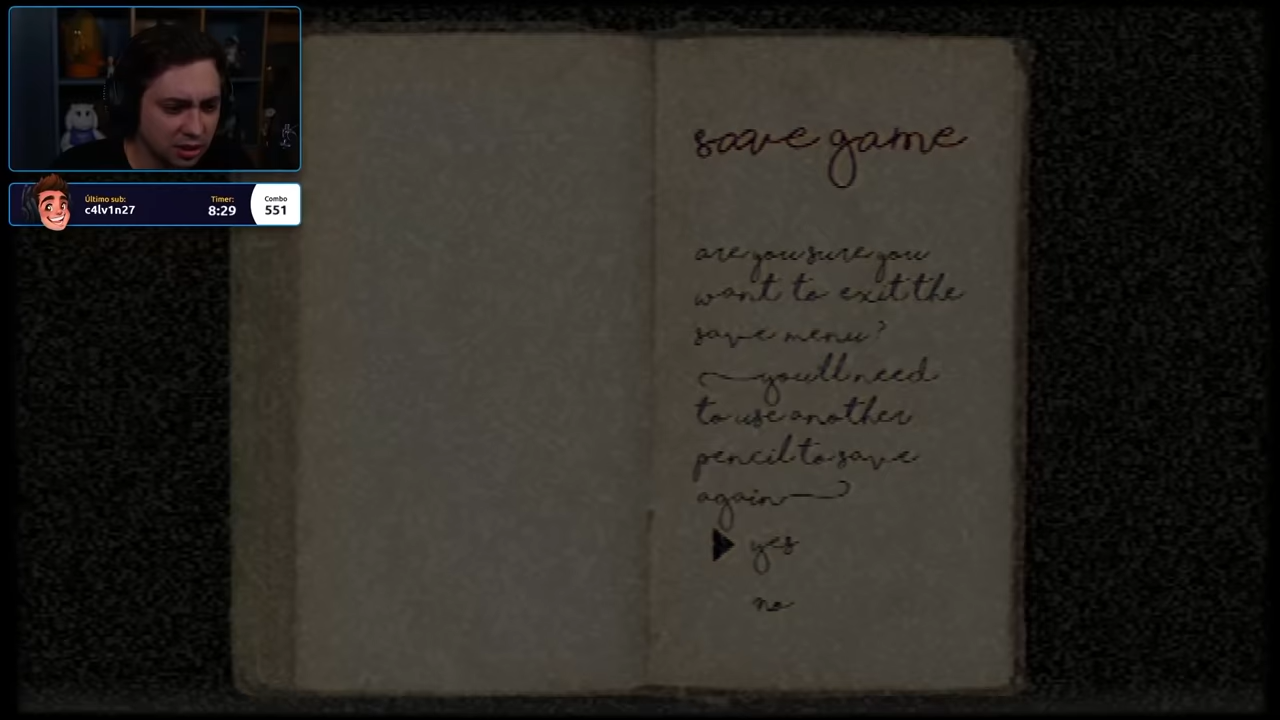 Último sub:
c4lv1n27
Timer:
8:29
Combo
551
save game
are you sure you
want to exit the
save menu?
(you'll need
to use another
pencil to save
again)
yes
no